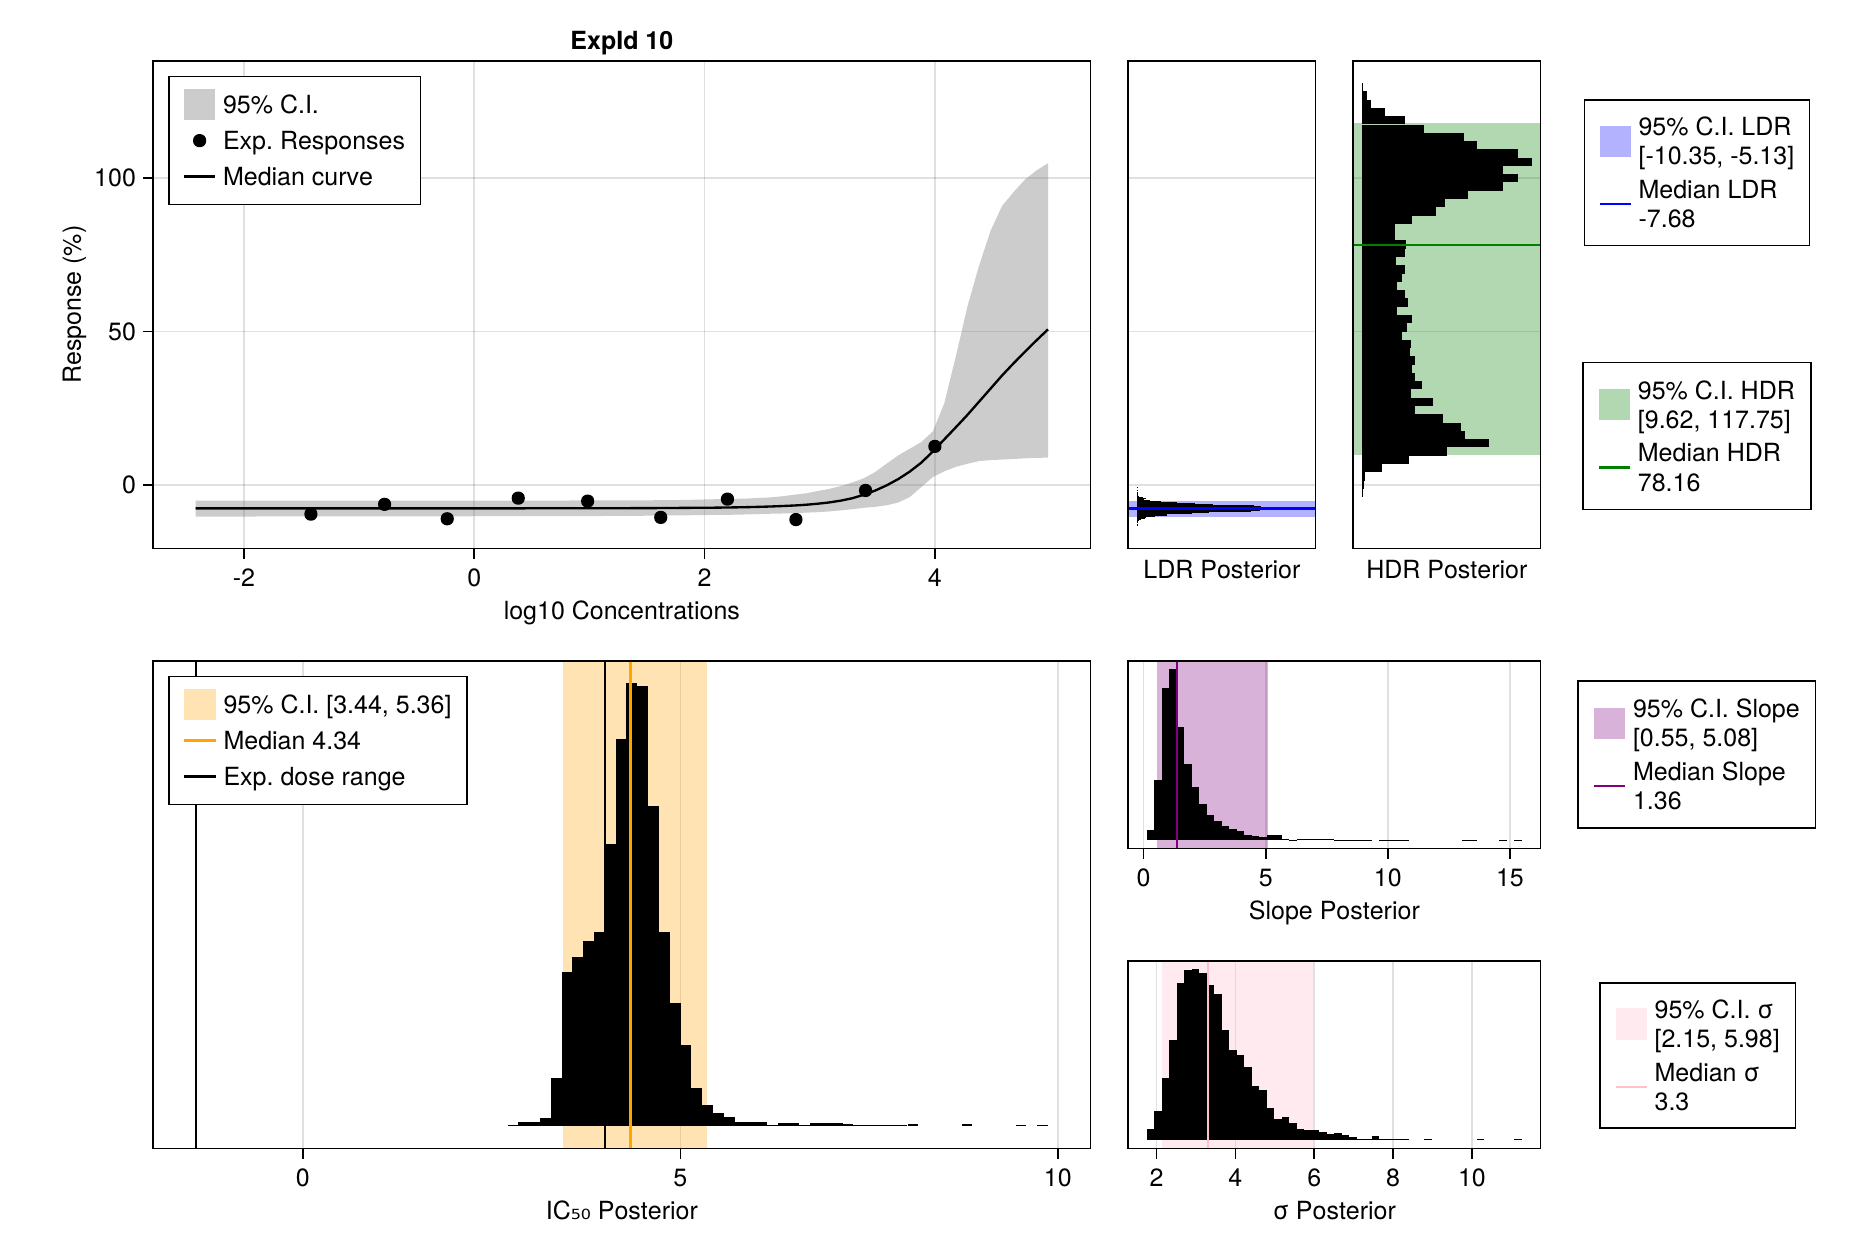 ExpId 10
95% C.I.
Exp. Responses
Median curve
Response (%)
100
50
0
-2
0
2
4
log10 Concentrations
LDR Posterior
HDR Posterior
95% C.I. LDR
[-10.35, -5.13]
Median LDR
-7.68
95% C.I. HDR
[9.62, 117.75]
Median HDR
78.16
95% C.I. [3.44, 5.36]
Median 4.34
Exp. dose range
0
5
10
IC₅₀ Posterior
0
5
10
15
Slope Posterior
95% C.I. Slope
[0.55, 5.08]
Median Slope
1.36
2
4
6
8
10
σ Posterior
95% C.I. σ
[2.15, 5.98]
Median σ
3.3